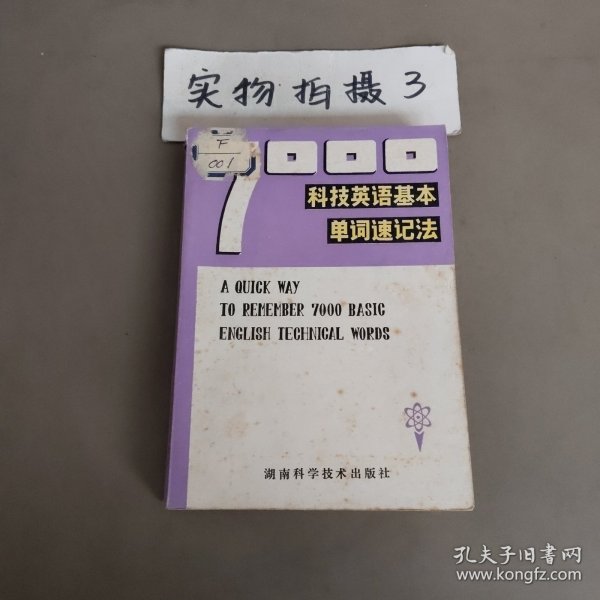 实物拍摄3
F
001
7000
科技英语基本
单词速记法
A QUICK WAY
TO REMEMBER 7000 BASIC
ENGLISH TECHNICAL WORDS
湖南科学技术出版社
孔夫子旧书网
www.kongfz.com